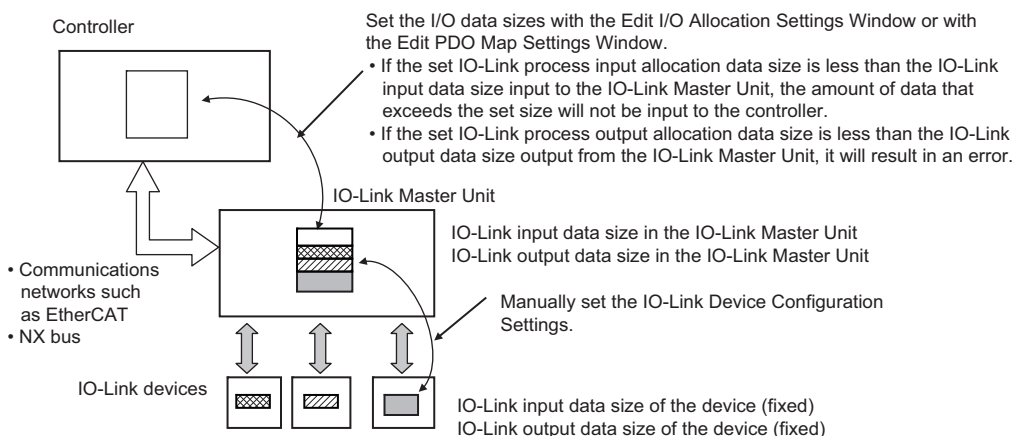 Controller
Set the I/O data sizes with the Edit I/O Allocation Settings Window or with
the Edit PDO Map Settings Window.
• If the set IO-Link process input allocation data size is less than the IO-Link
input data size input to the IO-Link Master Unit, the amount of data that
exceeds the set size will not be input to the controller.
• If the set IO-Link process output allocation data size is less than the IO-Link
output data size output from the IO-Link Master Unit, it will result in an error.
IO-Link Master Unit
IO-Link input data size in the IO-Link Master Unit
IO-Link output data size in the IO-Link Master Unit
• Communications
networks such
as EtherCAT
• NX bus
Manually set the IO-Link Device Configuration
Settings.
IO-Link devices
IO-Link input data size of the device (fixed)
IO-Link output data size of the device (fixed)